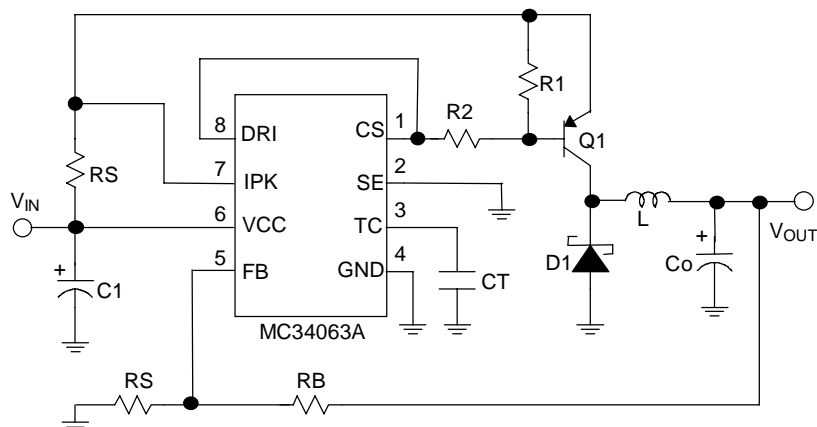 R1
8
DRI
CS
1
R2
Q1
RS
7
IPK
2
SE
VIN
6
VCC
3
TC
L
VOUT
+
C1
5
FB
4
GND
CT
D1
+
Co
MC34063A
RS
RB